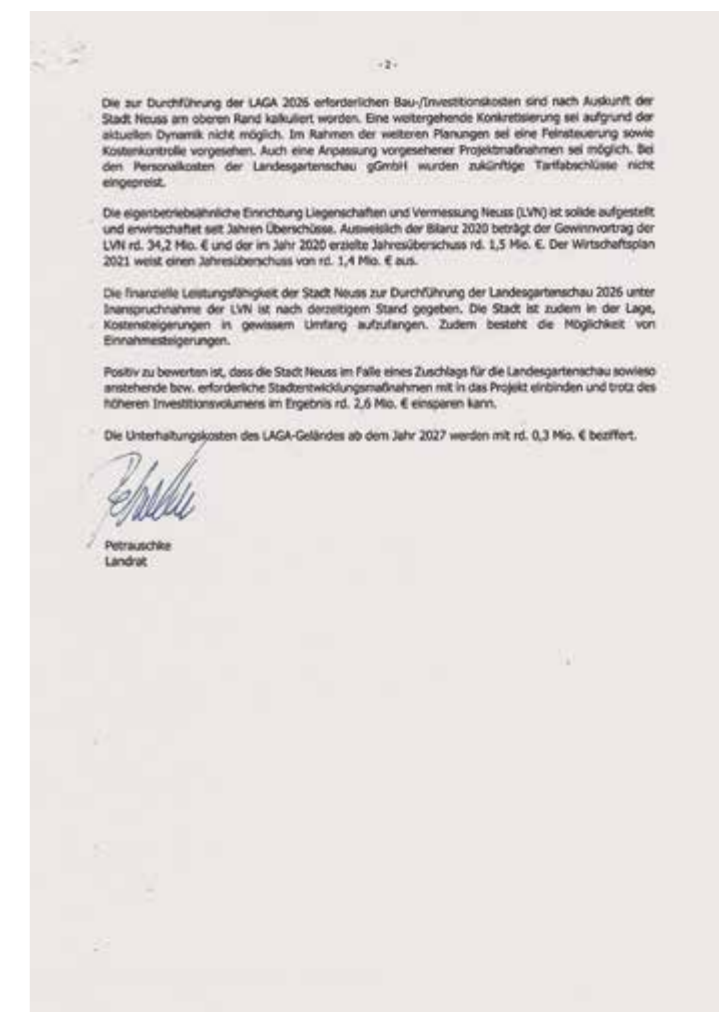 - 2 -
Die zur Durchführung der LAGA 2026 erforderlichen Bau-/Investitionskosten sind nach Auskunft der
Stadt Neuss am oberen Rand kalkuliert worden. Eine weitergehende Konkretisierung sei aufgrund der
aktuellen Dynamik nicht möglich. Im Rahmen der weiteren Planungen sei eine Feinsteuerung sowie
Kostenkontrolle vorgesehen. Auch eine Anpassung vorgesehener Projektmaßnahmen sei möglich. Bei
den Personalkosten der Landesgartenschau gGmbH wurden zukünftige Tarifabschlüsse nicht
eingepreist.
Die eigenbetriebsähnliche Einrichtung Liegenschaften und Vermessung Neuss (LVN) ist solide aufgestellt
und erwirtschaftet seit Jahren Überschüsse. Ausweislich der Bilanz 2020 beträgt der Gewinnvortrag der
LVN rd. 34,2 Mio. € und der im Jahr 2020 erzielte Jahresüberschuss rd. 1,5 Mio. €. Der Wirtschaftsplan
2021 weist einen Jahresüberschuss von rd. 1,4 Mio. € aus.
Die finanzielle Leistungsfähigkeit der Stadt Neuss zur Durchführung der Landesgartenschau 2026 unter
Inanspruchnahme der LVN ist nach derzeitigem Stand gegeben. Die Stadt ist zudem in der Lage,
Kostensteigerungen in gewissem Umfang aufzufangen. Zudem besteht die Möglichkeit von
Einnahmesteigerungen.
Positiv zu bewerten ist, dass die Stadt Neuss im Falle eines Zuschlags für die Landesgartenschau sowieso
anstehende bzw. erforderliche Stadtentwicklungsmaßnahmen mit in das Projekt einbinden und trotz des
höheren Investitionsvolumens im Ergebnis rd. 2,6 Mio. € einsparen kann.
Die Unterhaltungskosten des LAGA-Geländes ab dem Jahr 2027 werden mit rd. 0,3 Mio. € beziffert.
Petrauschke
Landrat